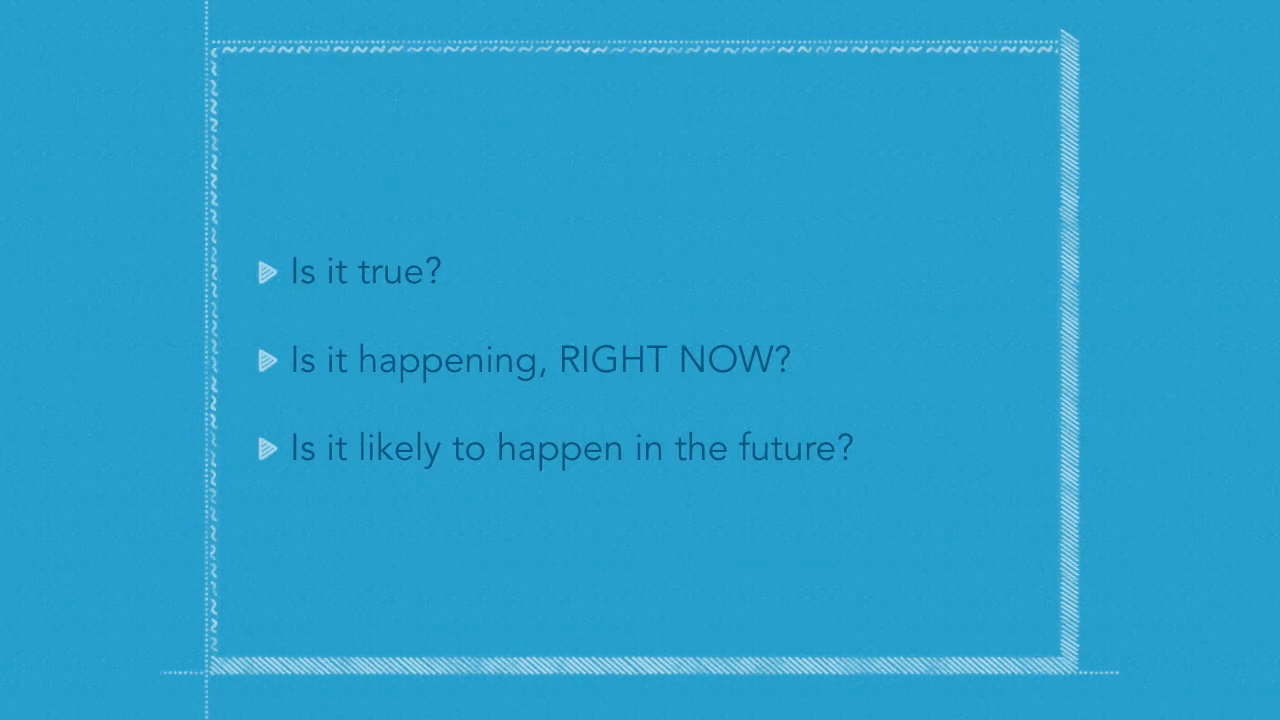 Is it true?
Is it happening, RIGHT NOW?
Is it likely to happen in the future?